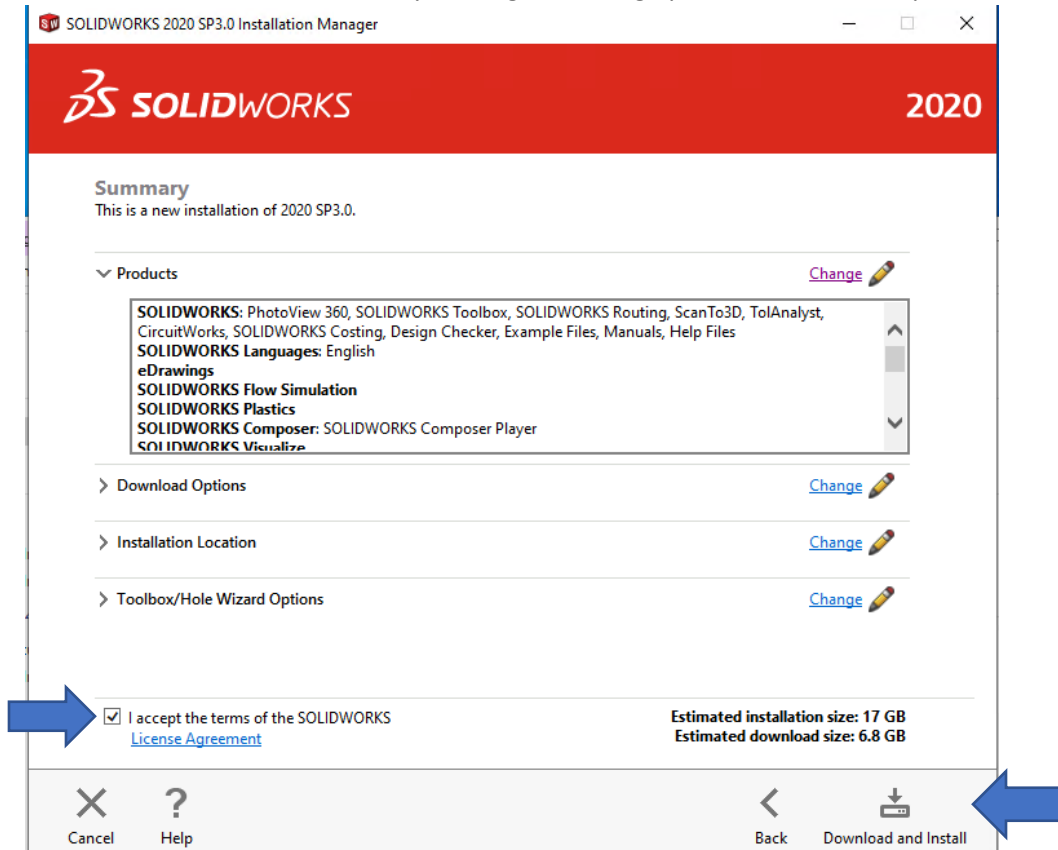 SOLIDWORKS 2020 SP3.0 Installation Manager
SOLIDWORKS 2020
Summary
This is a new installation of 2020 SP3.0.
Products Change
SOLIDWORKS: PhotoView 360, SOLIDWORKS Toolbox, SOLIDWORKS Routing, ScanTo3D, TolAnalyst,
CircuitWorks, SOLIDWORKS Costing, Design Checker, Example Files, Manuals, Help Files
SOLIDWORKS Languages: English
eDrawings
SOLIDWORKS Flow Simulation
SOLIDWORKS Plastics
SOLIDWORKS Composer: SOLIDWORKS Composer Player
SOLIDWORKS Visualize
Download Options Change
Installation Location Change
Toolbox/Hole Wizard Options Change
I accept the terms of the SOLIDWORKS
License Agreement
Estimated installation size: 17 GB
Estimated download size: 6.8 GB
Cancel Help Back Download and Install